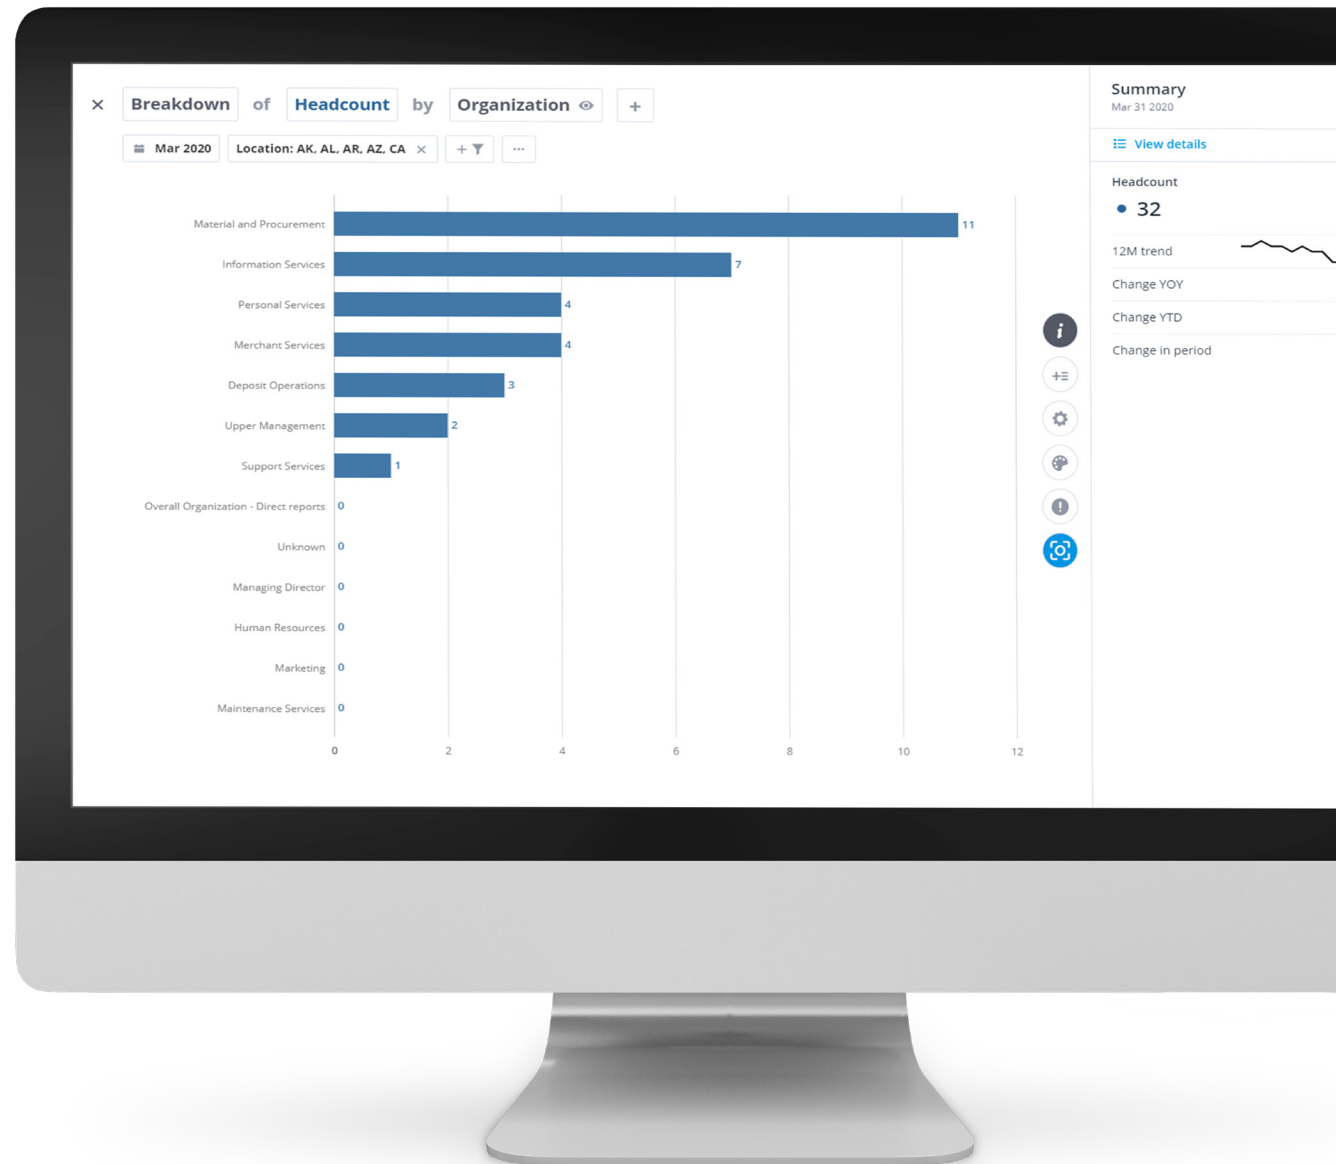 Breakdown of Headcount by Organization +
Mar 2020 Location: AK, AL, AR, AZ, CA × + ...
Material and Procurement 11
Information Services 7
Personal Services 4
Merchant Services 4
Deposit Operations 3
Upper Management 2
Support Services 1
Overall Organization - Direct reports 0
Unknown 0
Managing Director 0
Human Resources 0
Marketing 0
Maintenance Services 0
0 2 4 6 8 10 12
Summary
Mar 31 2020
View details
Headcount
32
12M trend
Change YOY
Change YTD
Change in period